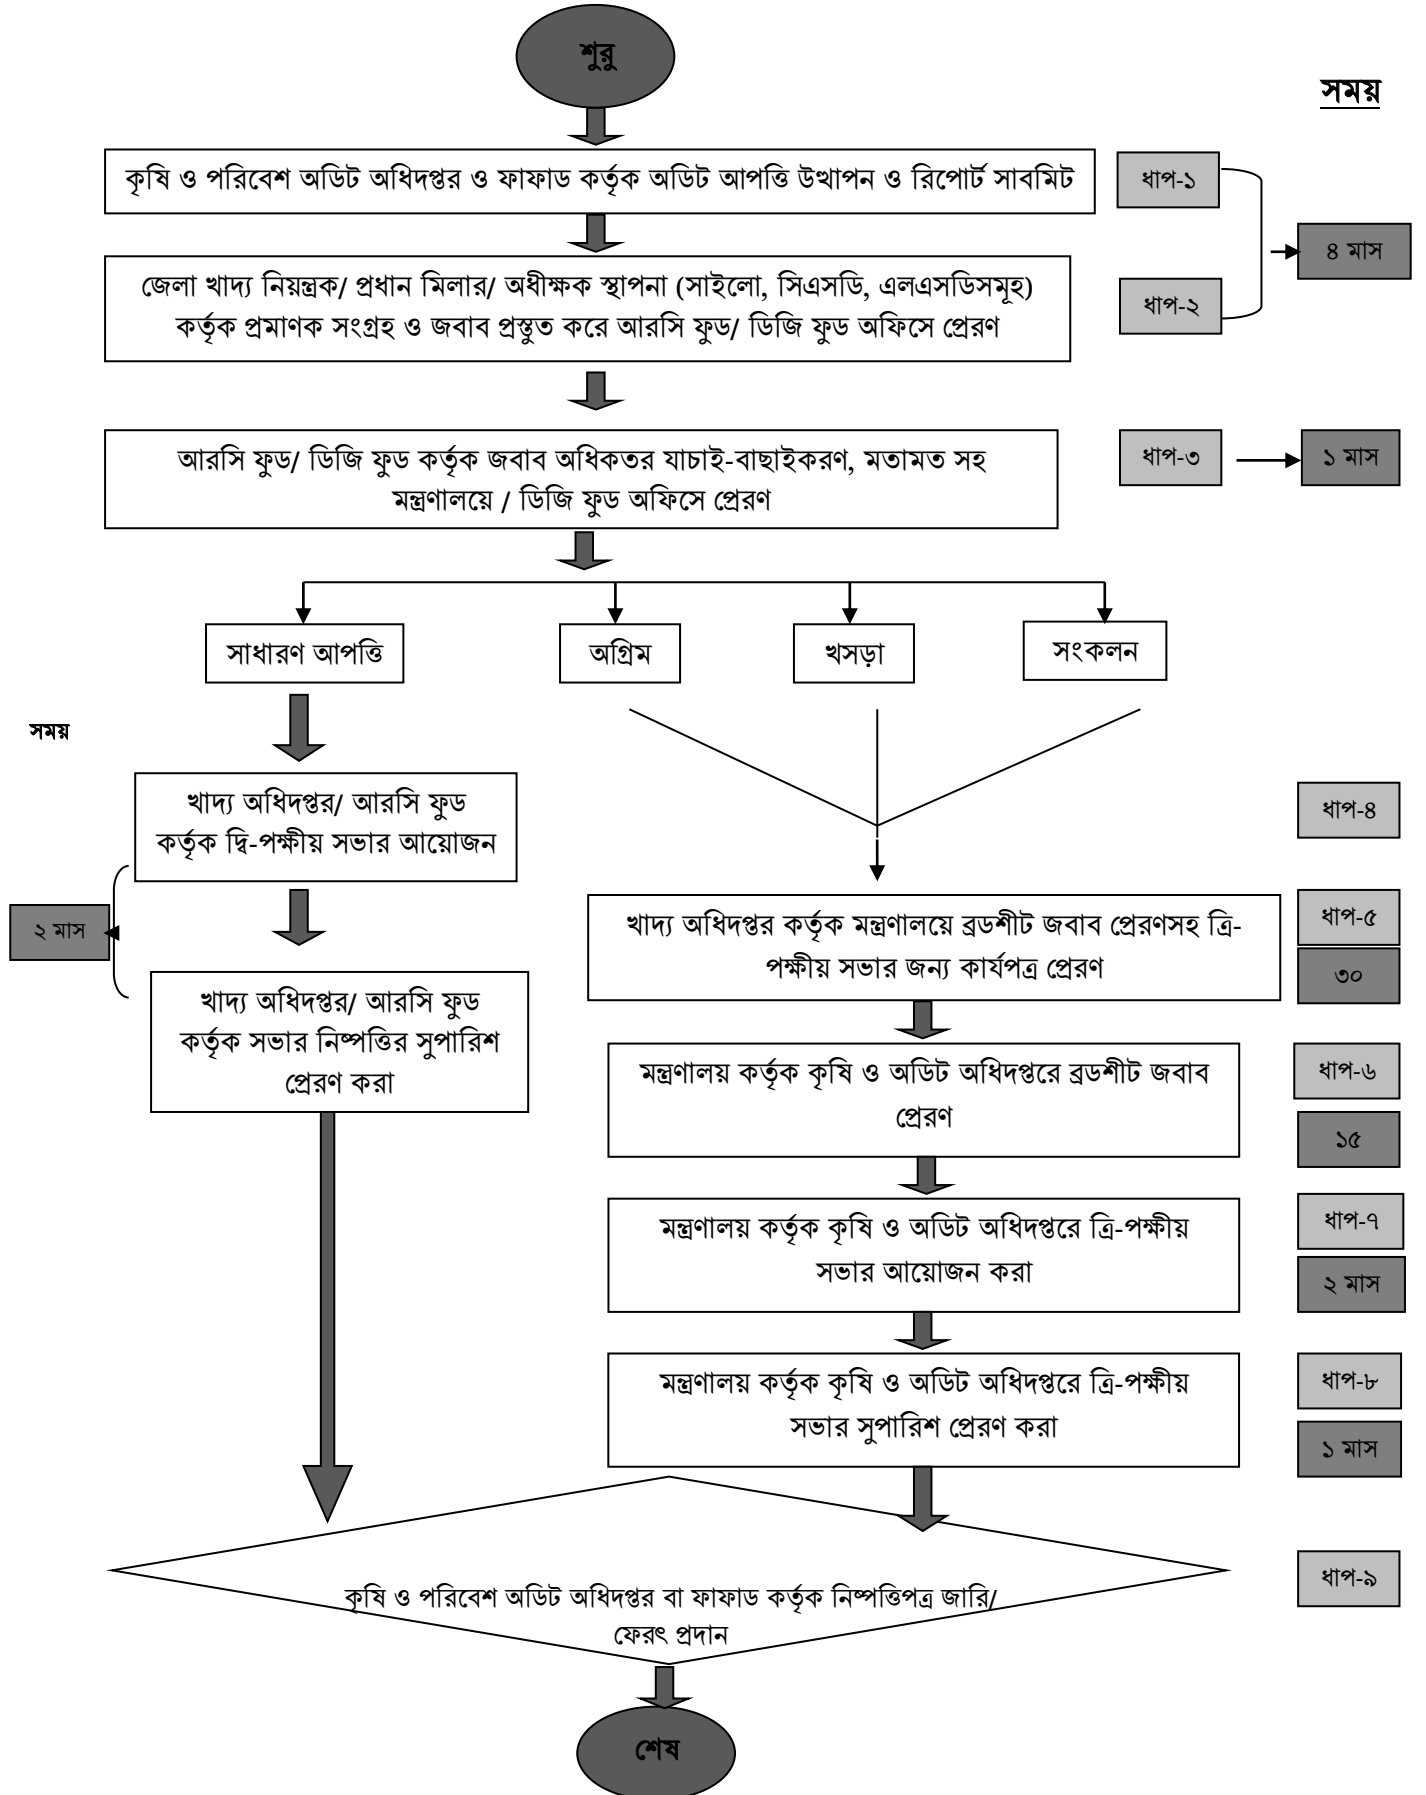 শুরু
সময়
কৃষি ও পরিবেশ অডিট অধিদপ্তর ও ফাফাড কর্তৃক অডিট আপত্তি উত্থাপন ও রিপোর্ট সাবমিট
ধাপ-১
৪ মাস
জেলা খাদ্য নিয়ন্ত্রক/ প্রধান মিলার/ অধীক্ষক স্থাপনা (সাইলো, সিএসডি, এলএসডিসমূহ)
কর্তৃক প্রমাণক সংগ্রহ ও জবাব প্রস্তুত করে আরসি ফুড/ ডিজি ফুড অফিসে প্রেরণ
ধাপ-২
আরসি ফুড/ ডিজি ফুড কর্তৃক জবাব অধিকতর যাচাই-বাছাইকরণ, মতামত সহ
মন্ত্রণালয়ে / ডিজি ফুড অফিসে প্রেরণ
ধাপ-৩
১ মাস
সাধারণ আপত্তি
অগ্রিম
খসড়া
সংকলন
সময়
খাদ্য অধিদপ্তর/ আরসি ফুড
কর্তৃক দ্বি-পক্ষীয় সভার আয়োজন
ধাপ-৪
২ মাস
খাদ্য অধিদপ্তর কর্তৃক মন্ত্রণালয়ে ব্রডশীট জবাব প্রেরণসহ ত্রি-
পক্ষীয় সভার জন্য কার্যপত্র প্রেরণ
ধাপ-৫
৩০
খাদ্য অধিদপ্তর/ আরসি ফুড
কর্তৃক সভার নিষ্পত্তির সুপারিশ
প্রেরণ করা
মন্ত্রণালয় কর্তৃক কৃষি ও অডিট অধিদপ্তরে ব্রডশীট জবাব
প্রেরণ
ধাপ-৬
১৫
মন্ত্রণালয় কর্তৃক কৃষি ও অডিট অধিদপ্তরে ত্রি-পক্ষীয়
সভার আয়োজন করা
ধাপ-৭
২ মাস
মন্ত্রণালয় কর্তৃক কৃষি ও অডিট অধিদপ্তরে ত্রি-পক্ষীয়
সভার সুপারিশ প্রেরণ করা
ধাপ-৮
১ মাস
কৃষি ও পরিবেশ অডিট অধিদপ্তর বা ফাফাড কর্তৃক নিষ্পত্তিপত্র জারি/
ফেরৎ প্রদান
ধাপ-৯
শেষ